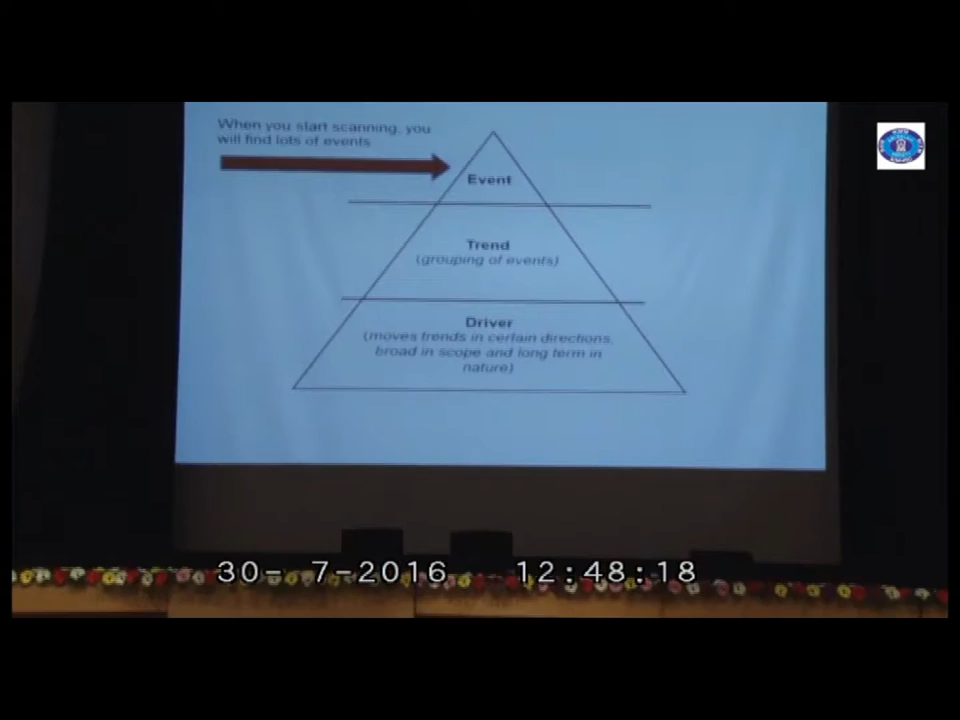 When you start scanning, you
will find lots of events
Event
Trend
(grouping of events)
Driver
(moves trends in certain directions,
broad in scope and long term in
nature)
30- 7-2016 12:48:18